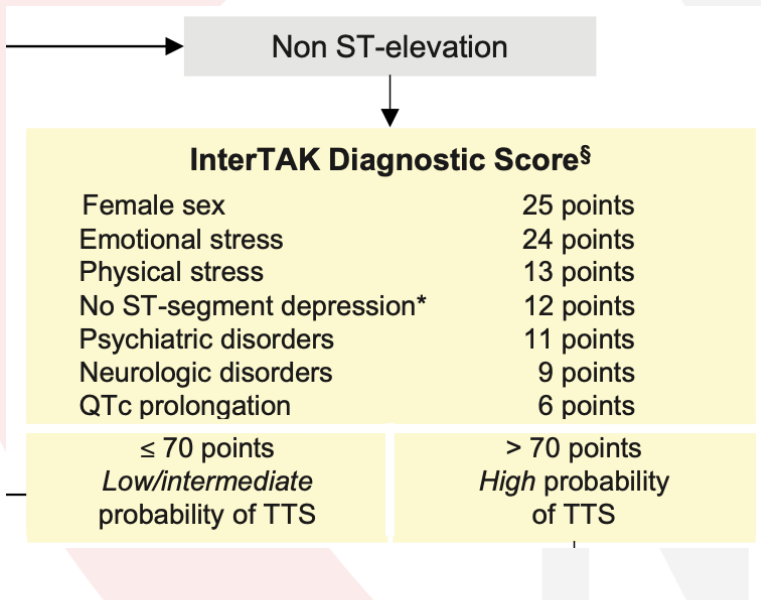 Non ST-elevation
InterTAK Diagnostic Score§
Female sex 25 points
Emotional stress 24 points
Physical stress 13 points
No ST-segment depression* 12 points
Psychiatric disorders 11 points
Neurologic disorders 9 points
QTc prolongation 6 points
≤ 70 points
Low/intermediate
probability of TTS
> 70 points
High probability
of TTS